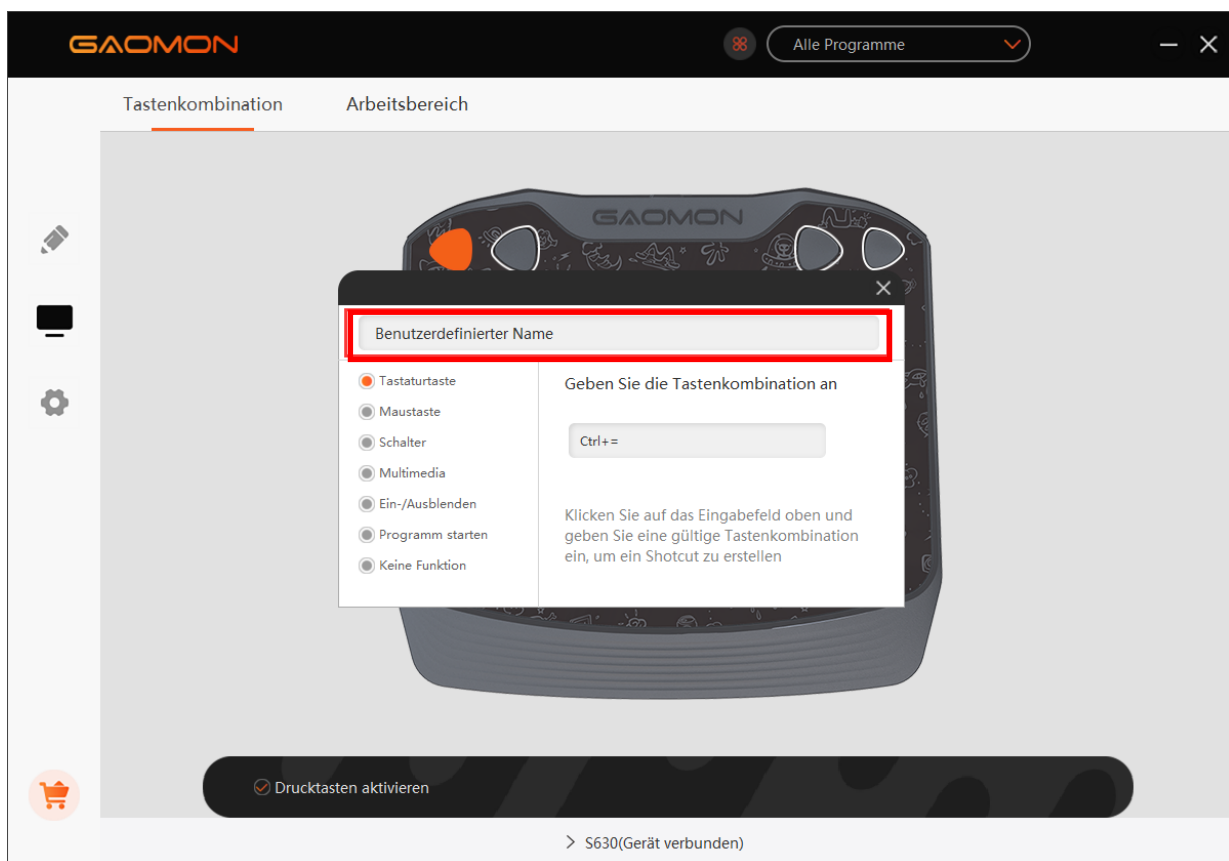 GAOMON
Alle Programme
Tastenkombination
Arbeitsbereich
GAOMON
Benutzerdefinierter Name
Tastaturtaste
Maustaste
Schalter
Multimedia
Ein-/Ausblenden
Programm starten
Keine Funktion
Geben Sie die Tastenkombination an
Ctrl+=
Klicken Sie auf das Eingabefeld oben und
geben Sie eine gültige Tastenkombination
ein, um ein Shotcut zu erstellen
Drucktasten aktivieren
S630(Gerät verbunden)